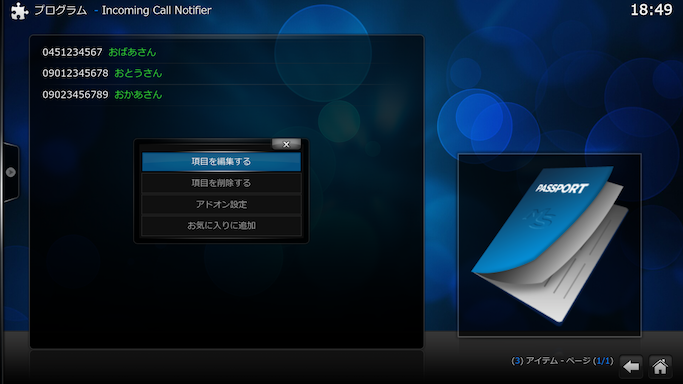 プログラム - Incoming Call Notifier
18:49
0451234567 おばあさん
09012345678 おとうさん
09023456789 おかあさん
項目を編集する
項目を削除する
アドオン設定
お気に入りに追加
PASSPORT
(3) アイテム - ページ (1/1)